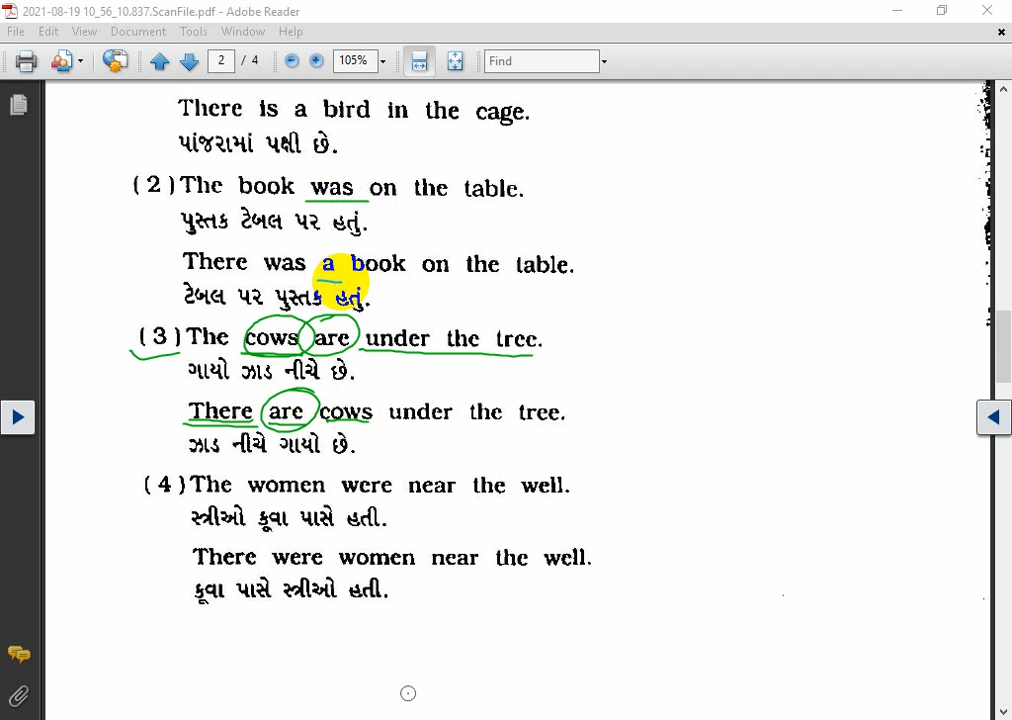 2021-08-19 10_56_10.837.ScanFile.pdf - Adobe Reader
File Edit View Document Tools Window Help
2 / 4 105% Find
There is a bird in the cage.
પાંજરામાં પક્ષી છે.
(2) The book was on the table.
પુસ્તક ટેબલ પર હતું.
There was a book on the table.
ટેબલ પર પુસ્તક હતું.
(3) The cows are under the tree.
ગાયો ઝાડ નીચે છે.
There are cows under the tree.
ઝાડ નીચે ગાયો છે.
(4) The women were near the well.
સ્ત્રીઓ કૂવા પાસે હતી.
There were women near the well.
કૂવા પાસે સ્ત્રીઓ હતી.